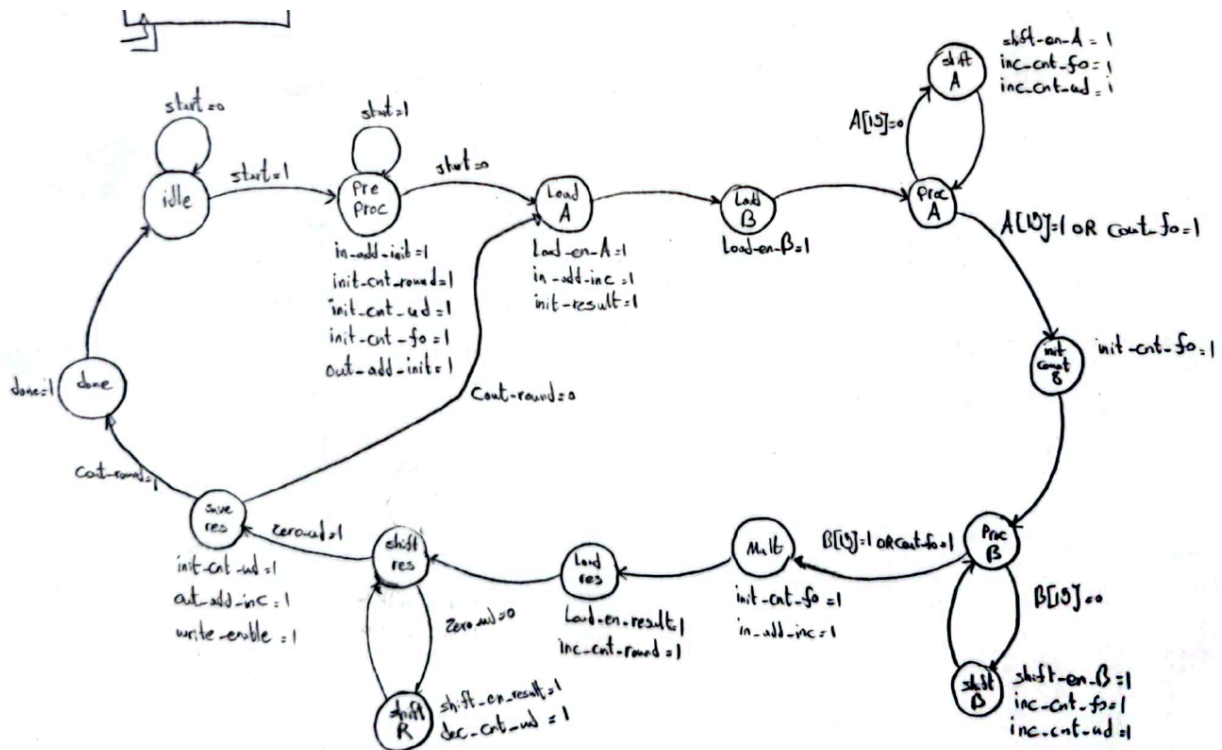 shift-en-A = 1
inc-cnt-fo = 1
inc-cnt-ud = 1
shift
A
start=0
start=1
A[15]=0
idle
start=1
Pre
Proc
start=0
Load
A
Load
B
Proc
A
A[15]=1 OR cout-fo=1
in-add-init=1
init-cnt-round=1
init-cnt-ud=1
init-cnt-fo=1
out-add-init=1
Load-en-A=1
in-add-inc=1
init-result=1
Load-en-B=1
init
count
B
init-cnt-fo=1
done=1
done
Cout-round=0
Cout-round=1
save
res
zero-ud=1
shift
res
Load
res
Mult
B[15]=1 OR cout-fo=1
Proc
B
init-cnt-ud=1
out-add-inc=1
write-enable=1
zero-ud=0
Load-en-result=1
inc-cnt-round=1
init-cnt-fo=1
in-add-inc=1
B[15]=0
shift
R
shift-en-result=1
dec-cnt-ud=1
shift
B
shift-en-B=1
inc-cnt-fo=1
inc-cnt-ud=1